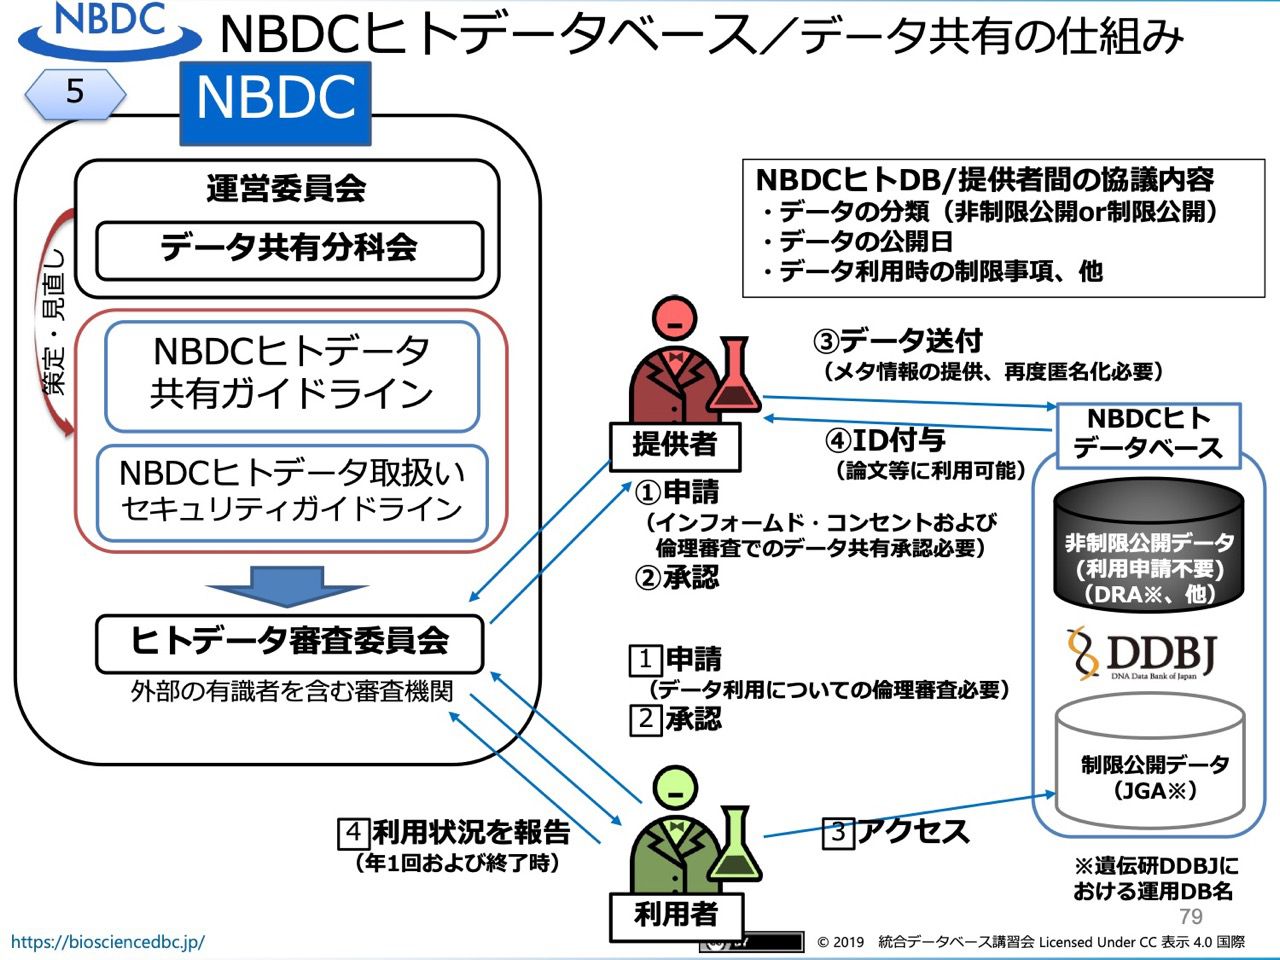 NBDC
NBDCヒトデータベース／データ共有の仕組み
5
NBDC
運営委員会
データ共有分科会
策定・見直し
NBDCヒトデータ
共有ガイドライン
NBDCヒトデータ取扱い
セキュリティガイドライン
ヒトデータ審査委員会
外部の有識者を含む審査機関
NBDCヒトDB/提供者間の協議内容
・データの分類（非制限公開or制限公開）
・データの公開日
・データ利用時の制限事項、他
提供者
③データ送付
（メタ情報の提供、再度匿名化必要）
④ID付与
（論文等に利用可能）
①申請
（インフォームド・コンセントおよび
倫理審査でのデータ共有承認必要）
②承認
1 申請
（データ利用についての倫理審査必要）
2 承認
4 利用状況を報告
（年1回および終了時）
3 アクセス
利用者
NBDCヒト
データベース
非制限公開データ
(利用申請不要)
（DRA※、他）
DDBJ
DNA Data Bank of Japan
制限公開データ
（JGA※）
※遺伝研DDBJに
おける運用DB名
79
https://biosciencedbc.jp/
© 2019 統合データベース講習会 Licensed Under CC 表示 4.0 国際